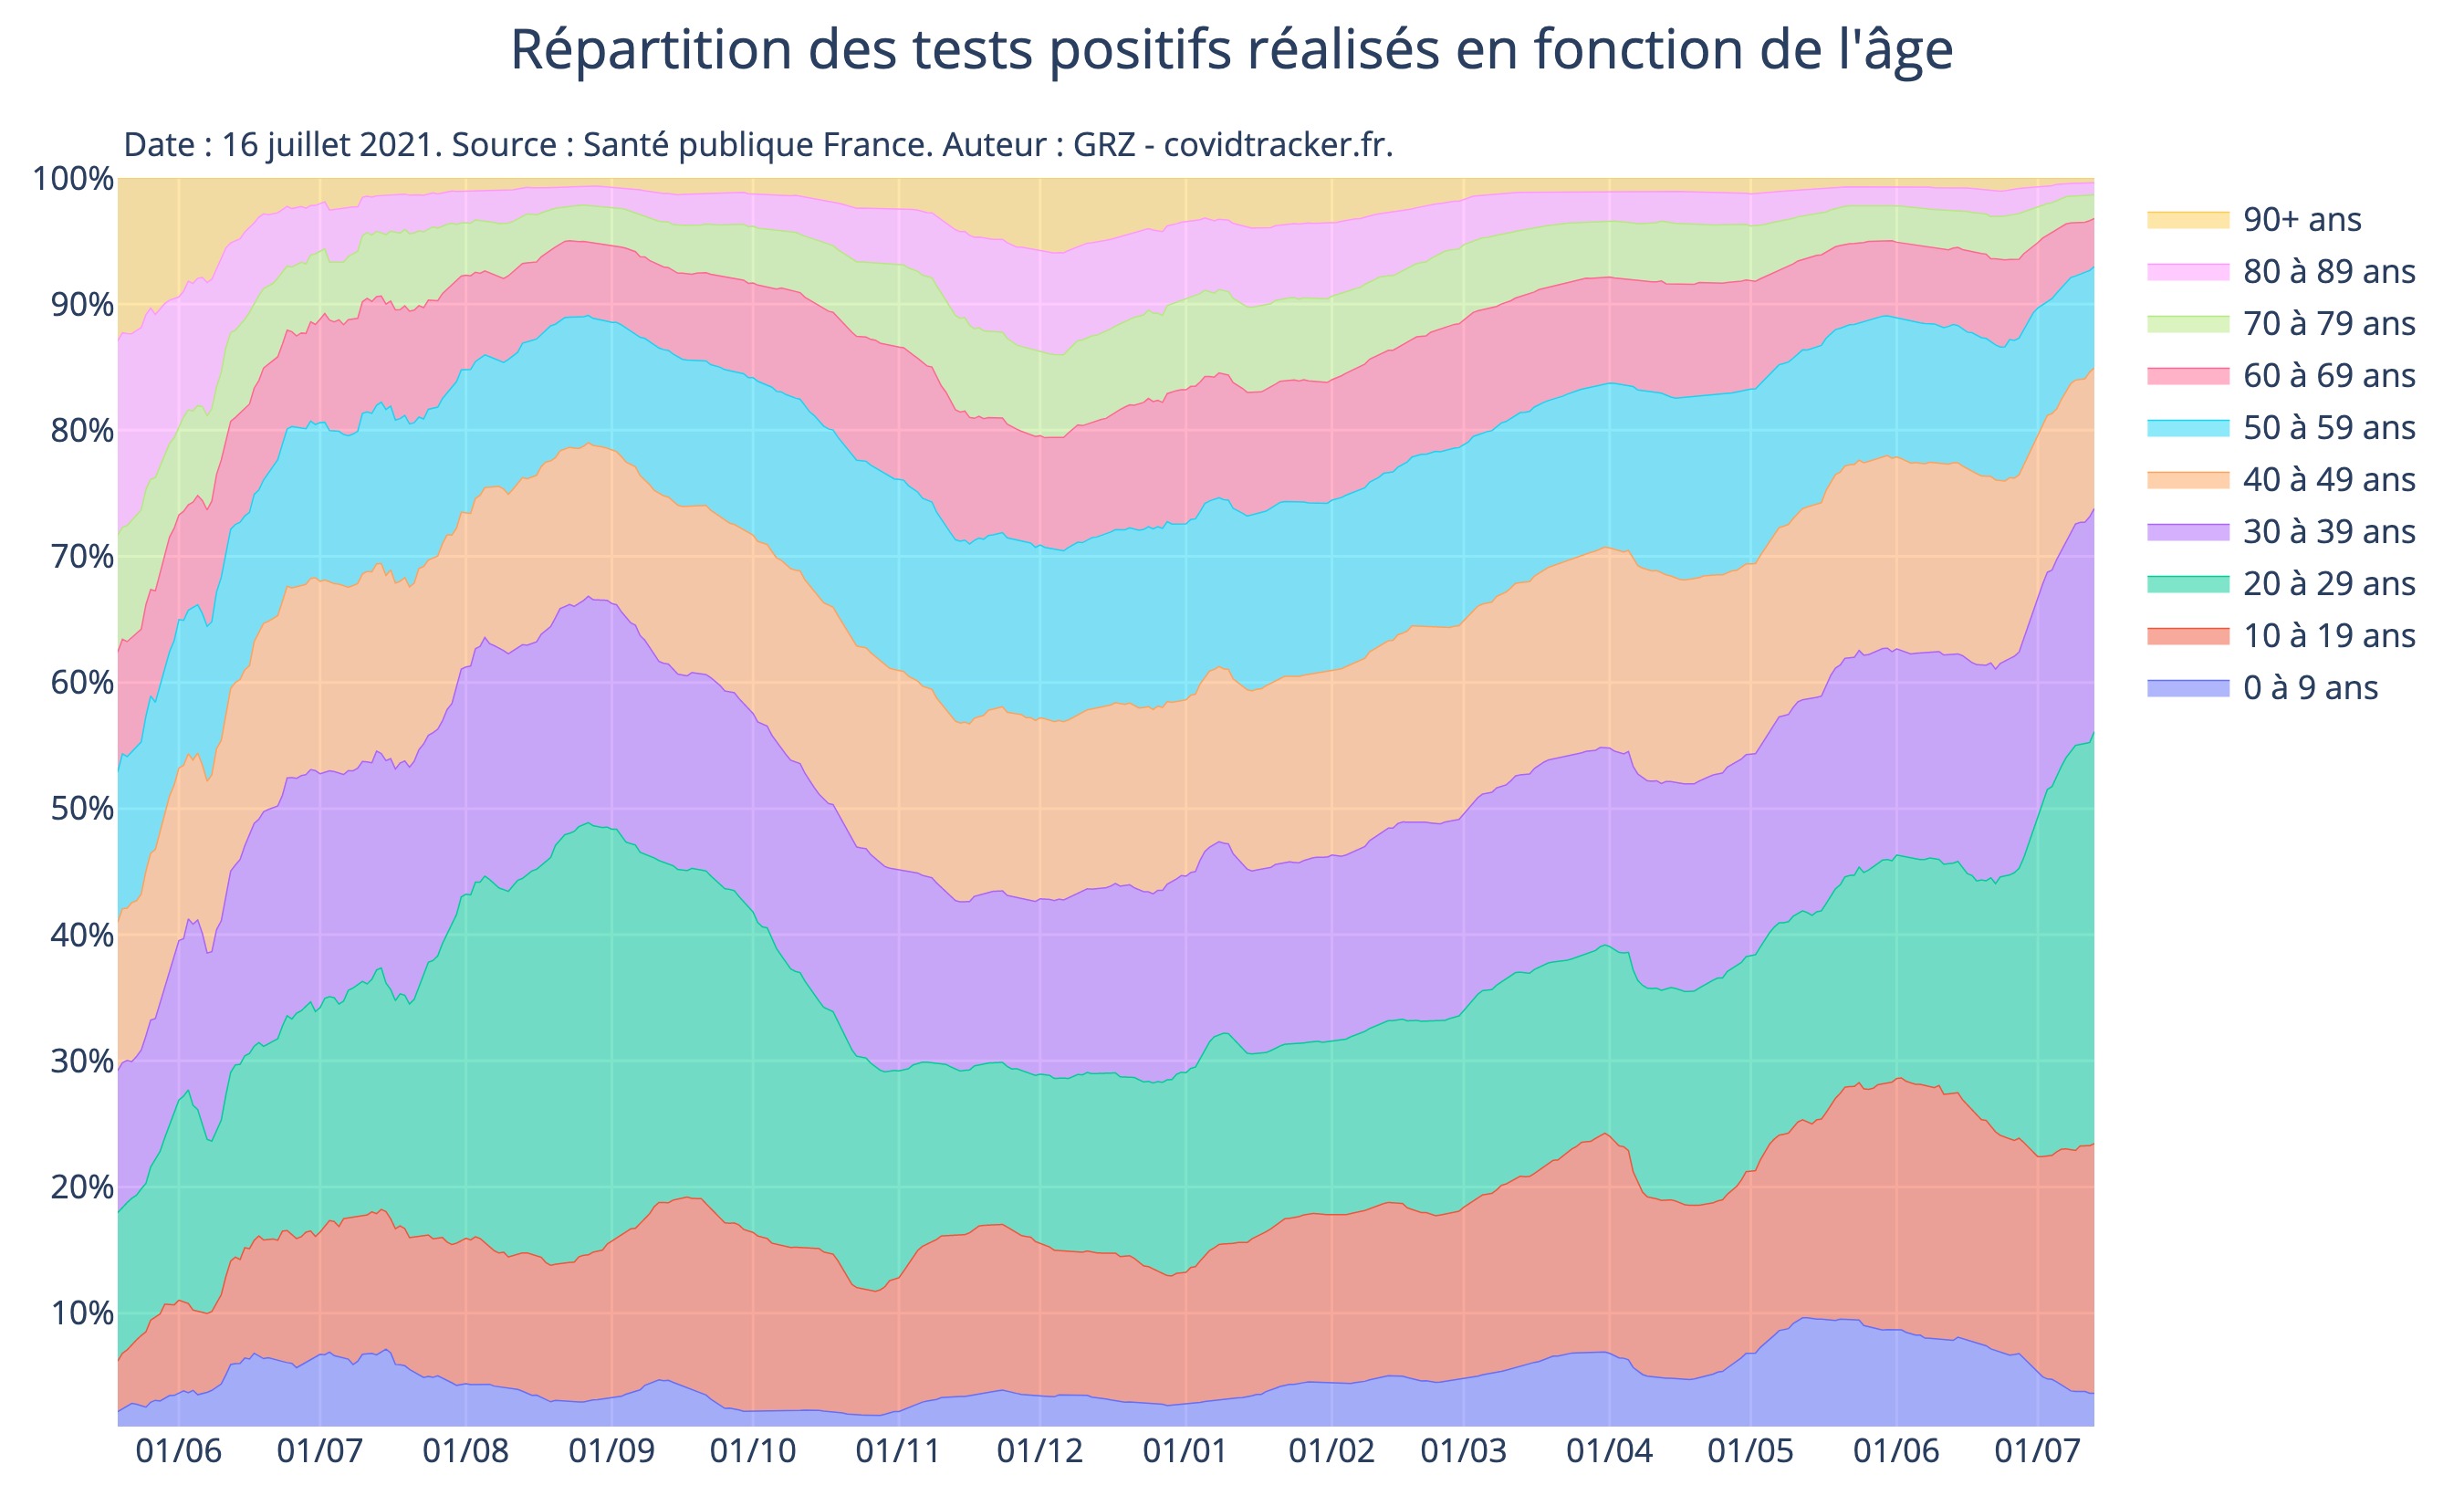 Répartition des tests positifs réalisés en fonction de l'âge
Date : 16 juillet 2021. Source : Santé publique France. Auteur : GRZ - covidtracker.fr.
100%
90%
80%
70%
60%
50%
40%
30%
20%
10%
01/06 01/07 01/08 01/09 01/10 01/11 01/12 01/01 01/02 01/03 01/04 01/05 01/06 01/07
90+ ans
80 à 89 ans
70 à 79 ans
60 à 69 ans
50 à 59 ans
40 à 49 ans
30 à 39 ans
20 à 29 ans
10 à 19 ans
0 à 9 ans